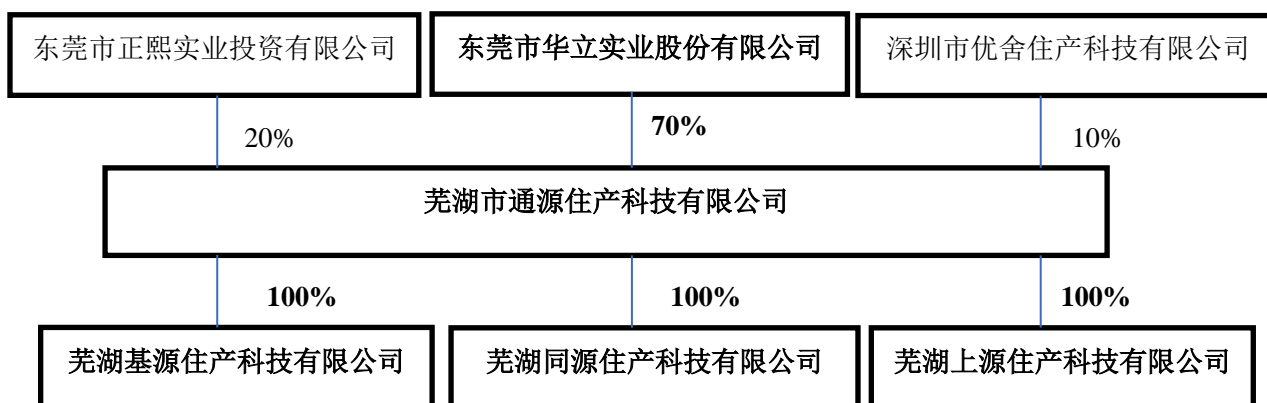 东莞市正熙实业投资有限公司
东莞市华立实业股份有限公司
深圳市优舍住产科技有限公司
20%
70%
10%
芜湖市通源住产科技有限公司
100%
100%
100%
芜湖基源住产科技有限公司
芜湖同源住产科技有限公司
芜湖上源住产科技有限公司